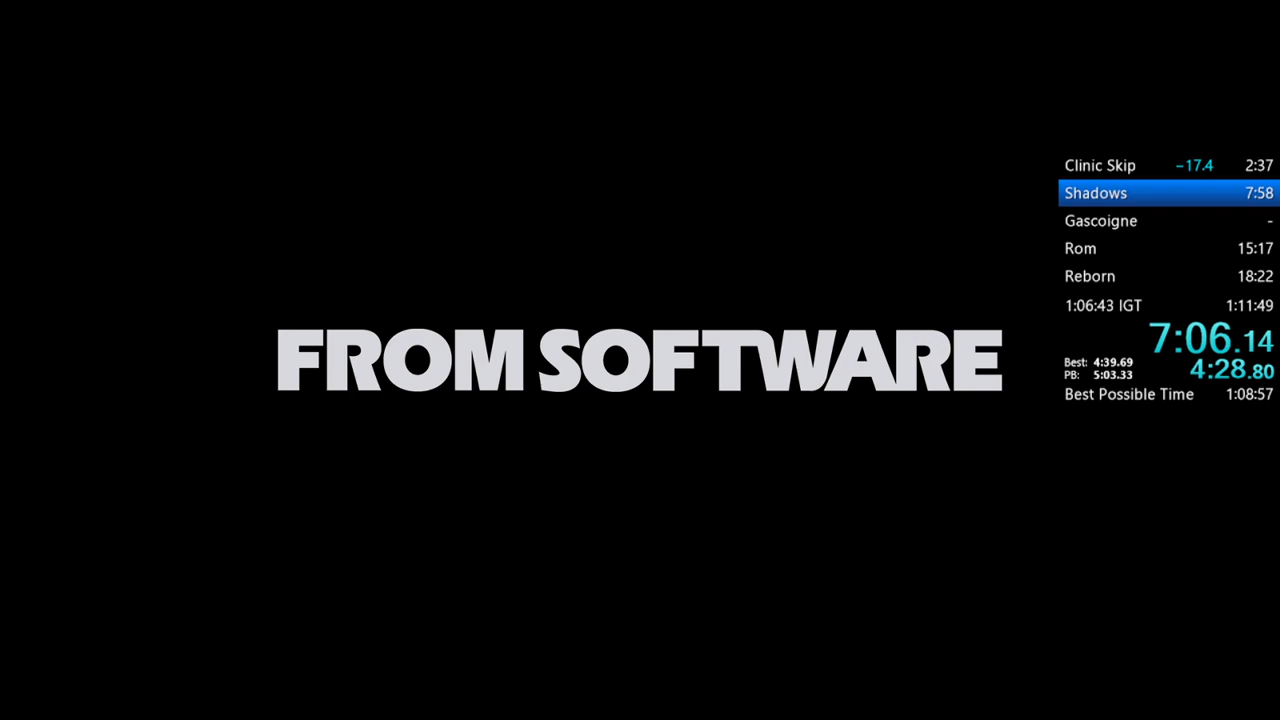 FROM SOFTWARE
Clinic Skip −17.4 2:37
Shadows 7:58
Gascoigne -
Rom 15:17
Reborn 18:22
1:06:43 IGT 1:11:49
7:06.14
Best: 4:39.69
PB: 5:03.33
4:28.80
Best Possible Time 1:08:57